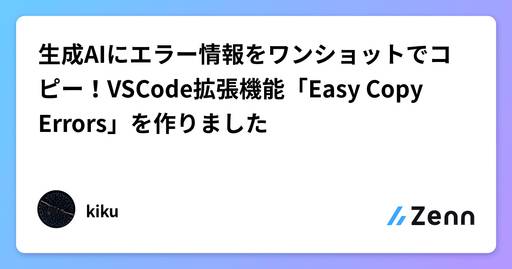 生成AIにエラー情報をワンショットでコ
ピー！VSCode拡張機能「Easy Copy
Errors」を作りました
kiku
Zenn